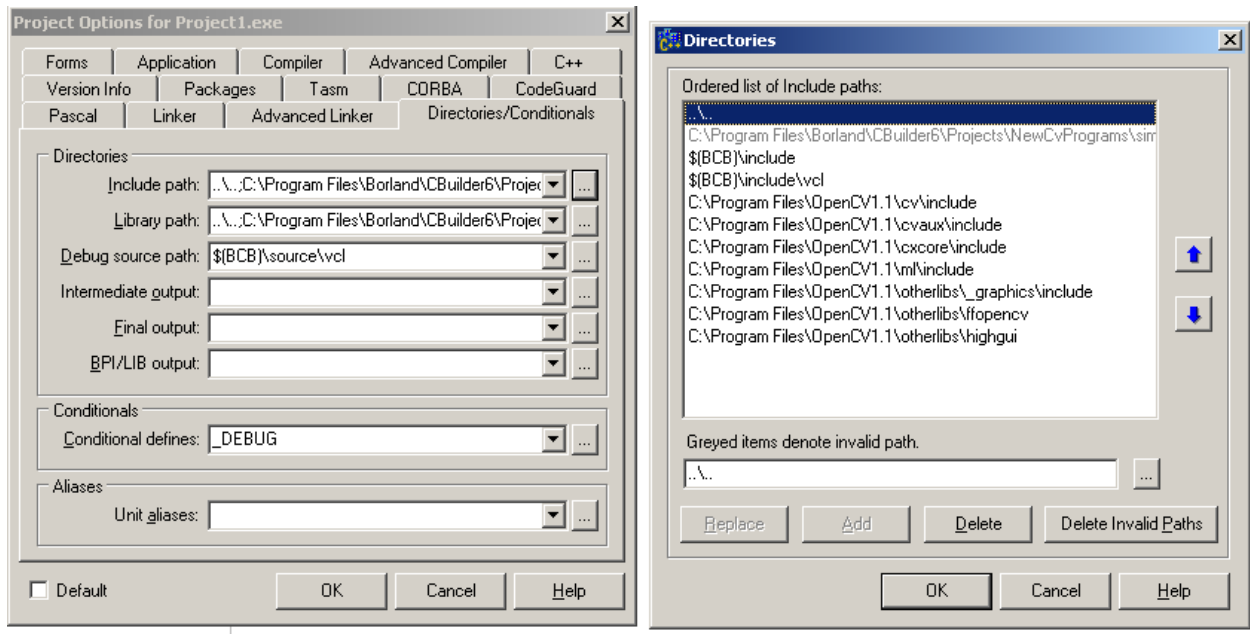 Project Options for Project1.exe
Forms Application Compiler Advanced Compiler C++
Version Info Packages Tasm CORBA CodeGuard
Pascal Linker Advanced Linker Directories/Conditionals
Directories
Include path: ..\..;C:\Program Files\Borland\CBuilder6\Projec ...
Library path: ..\..;C:\Program Files\Borland\CBuilder6\Projec ...
Debug source path: $(BCB)\source\vcl ...
Intermediate output: ...
Final output: ...
BPI/LIB output: ...
Conditionals
Conditional defines: _DEBUG ...
Aliases
Unit aliases: ...
Default OK Cancel Help
Directories
Ordered list of Include paths:
..\..
C:\Program Files\Borland\CBuilder6\Projects\NewCvPrograms\sim
$(BCB)\include
$(BCB)\include\vcl
C:\Program Files\OpenCV1.1\cv\include
C:\Program Files\OpenCV1.1\cvaux\include
C:\Program Files\OpenCV1.1\cxcore\include
C:\Program Files\OpenCV1.1\ml\include
C:\Program Files\OpenCV1.1\otherlibs\_graphics\include
C:\Program Files\OpenCV1.1\otherlibs\ffopencv
C:\Program Files\OpenCV1.1\otherlibs\highgui
Greyed items denote invalid path.
..\.. ...
Replace Add Delete Delete Invalid Paths
OK Cancel Help